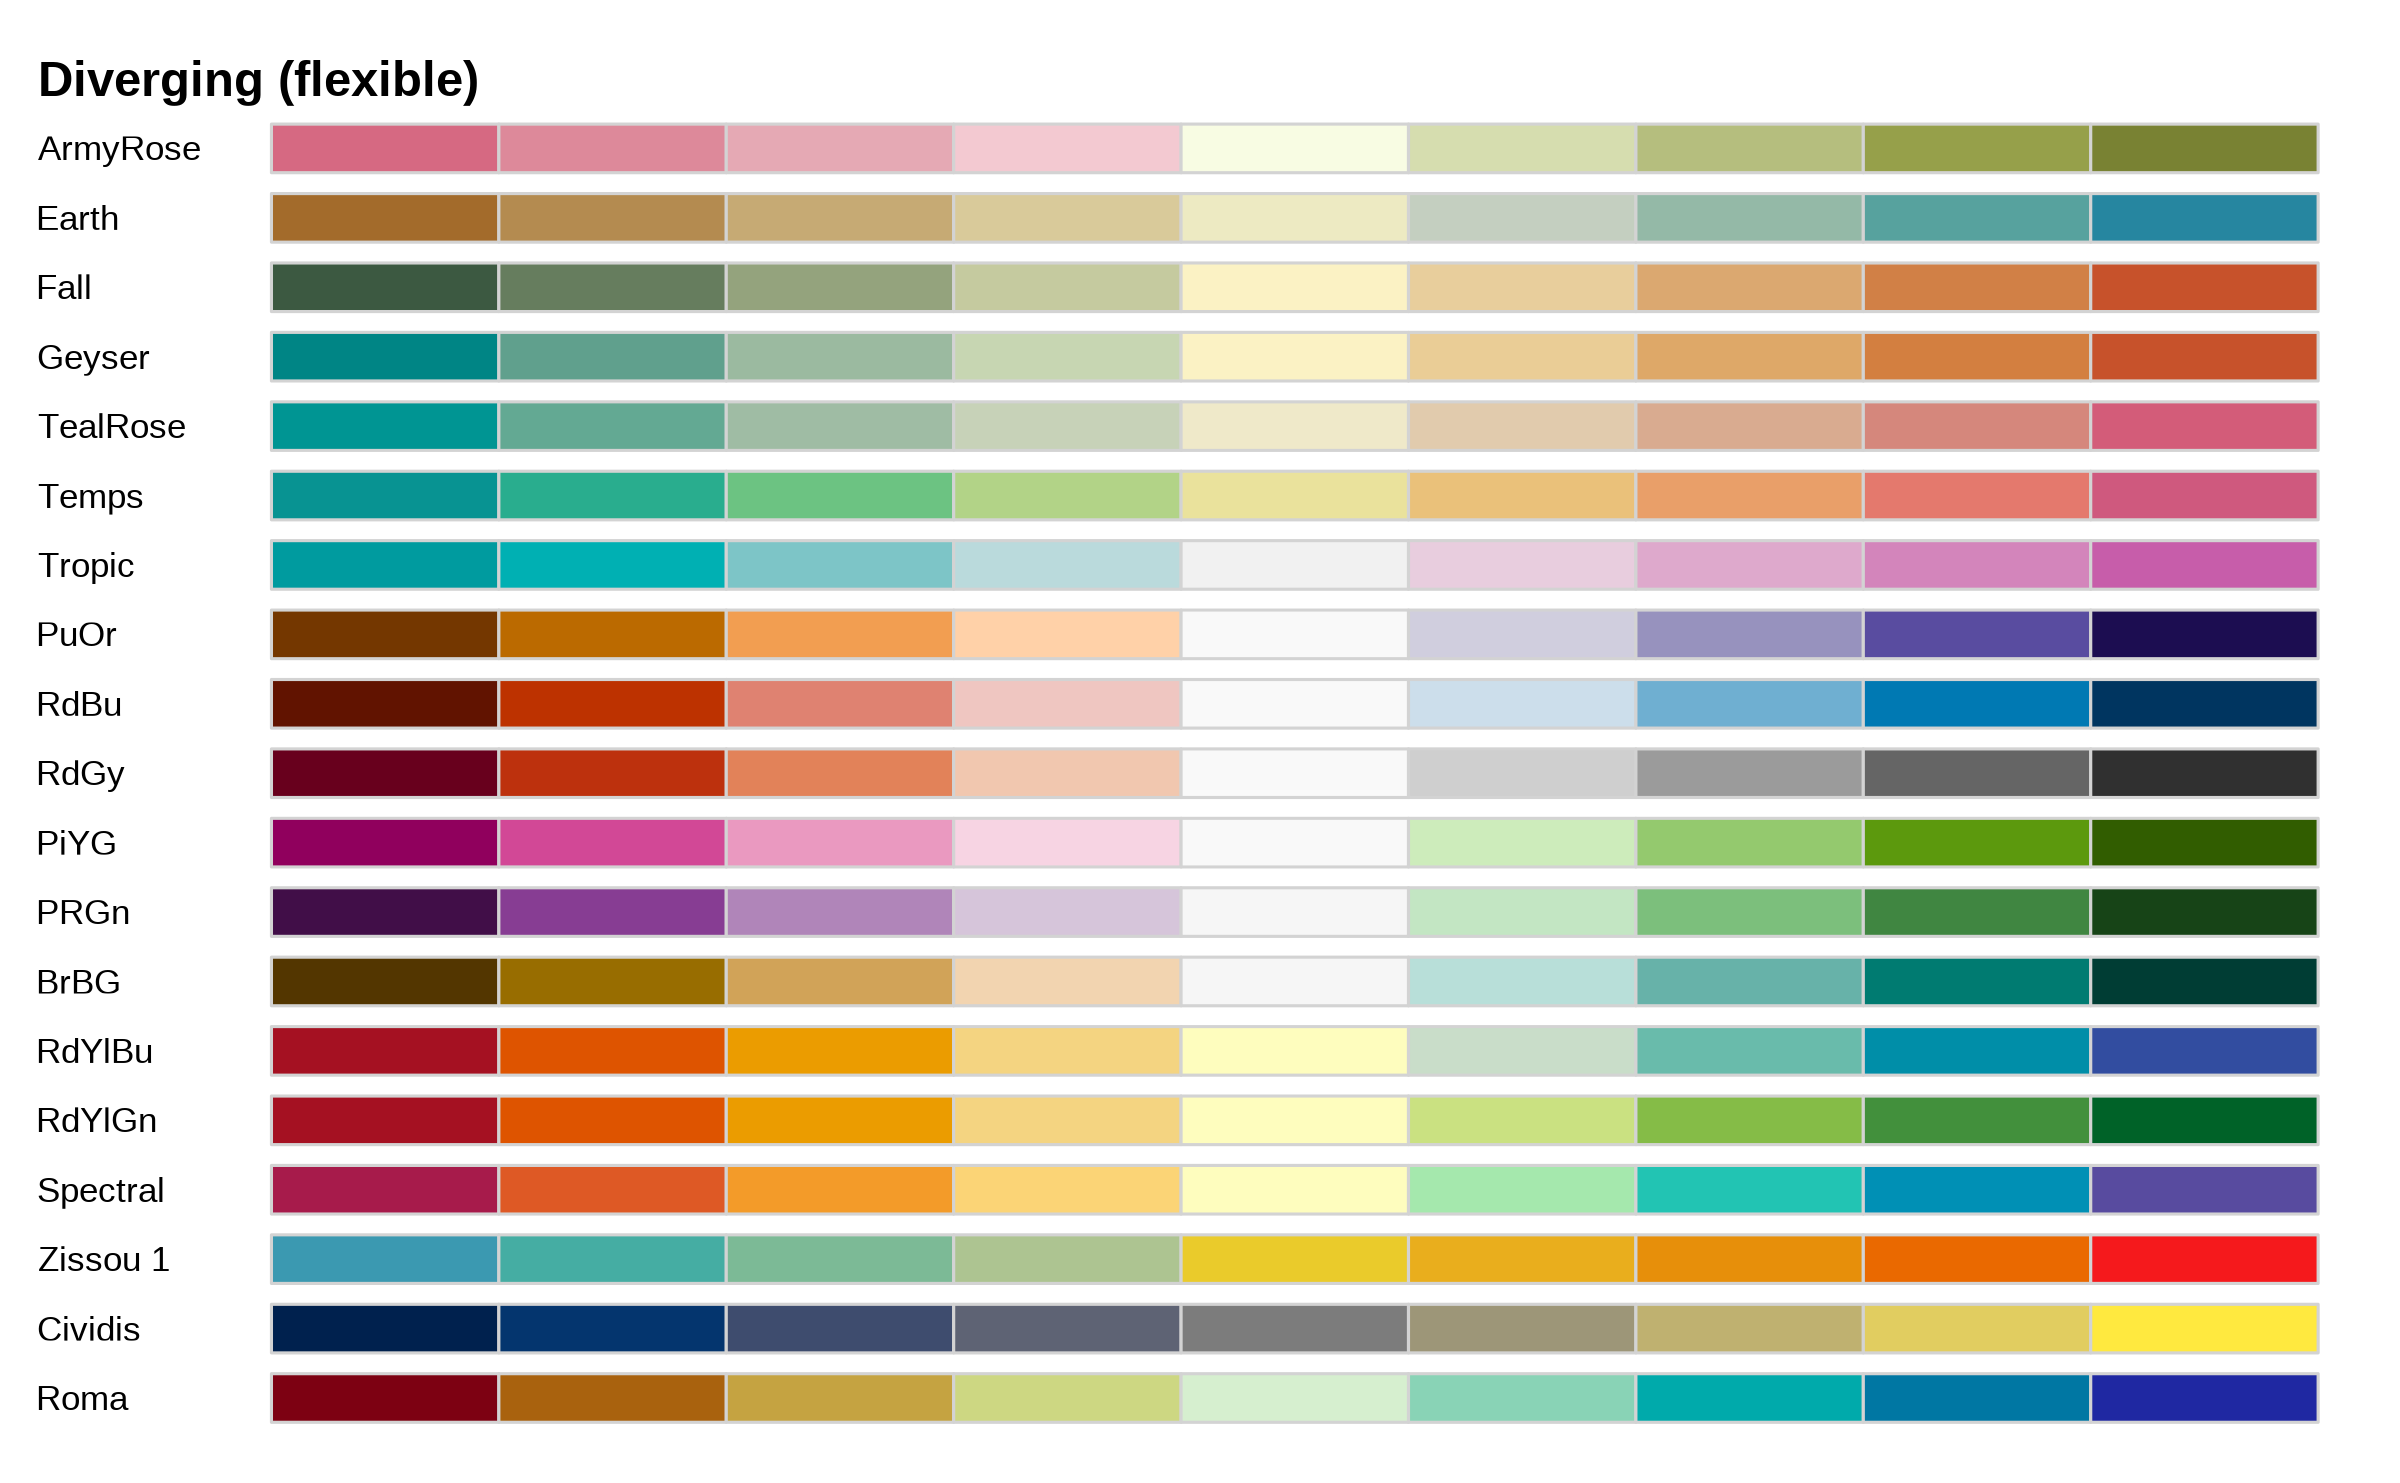 Diverging (flexible)
ArmyRose
Earth
Fall
Geyser
TealRose
Temps
Tropic
PuOr
RdBu
RdGy
PiYG
PRGn
BrBG
RdYlBu
RdYlGn
Spectral
Zissou 1
Cividis
Roma